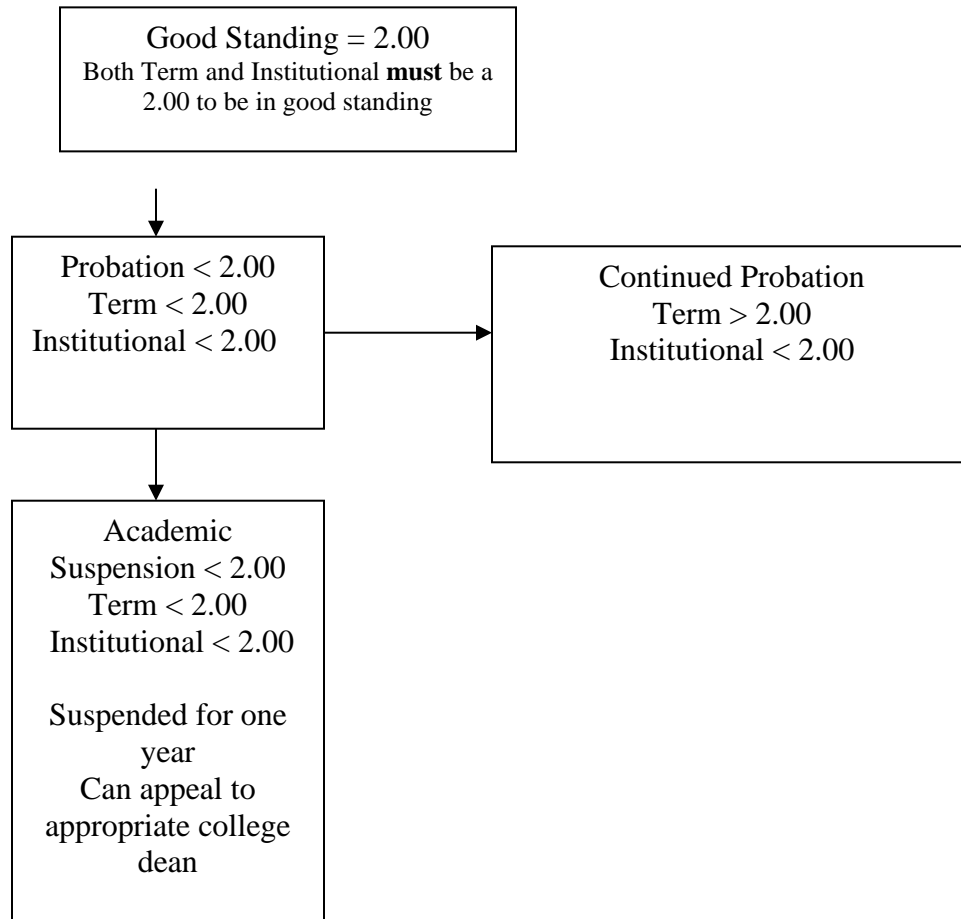 Good Standing = 2.00
Both Term and Institutional must be a
2.00 to be in good standing
Probation < 2.00
Term < 2.00
Institutional < 2.00
Continued Probation
Term > 2.00
Institutional < 2.00
Academic
Suspension < 2.00
Term < 2.00
Institutional < 2.00
Suspended for one
year
Can appeal to
appropriate college
dean